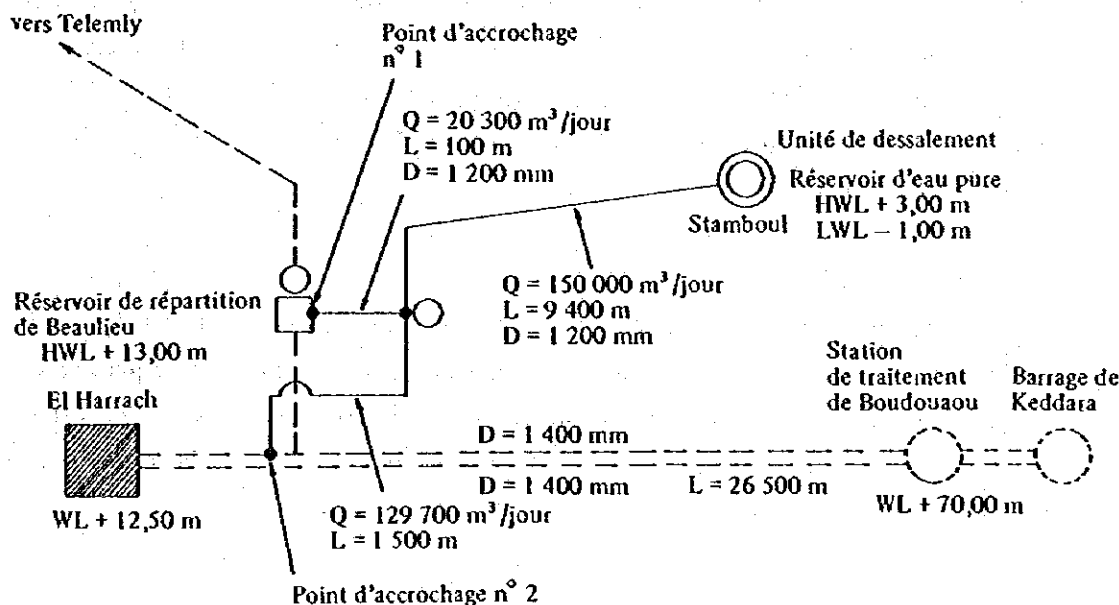 vers Telemly
Point d'accrochage
n° 1
Q = 20 300 m³/jour
L = 100 m
D = 1 200 mm
Unité de dessalement
Réservoir d'eau pure
HWL + 3,00 m
LWL − 1,00 m
Stamboul
Q = 150 000 m³/jour
L = 9 400 m
D = 1 200 mm
Réservoir de répartition
de Beaulieu
HWL + 13,00 m
Station
de traitement
de Boudouaou
Barrage de
Keddara
El Harrach
D = 1 400 mm
D = 1 400 mm
L = 26 500 m
WL + 12,50 m
WL + 70,00 m
Q = 129 700 m³/jour
L = 1 500 m
Point d'accrochage n° 2